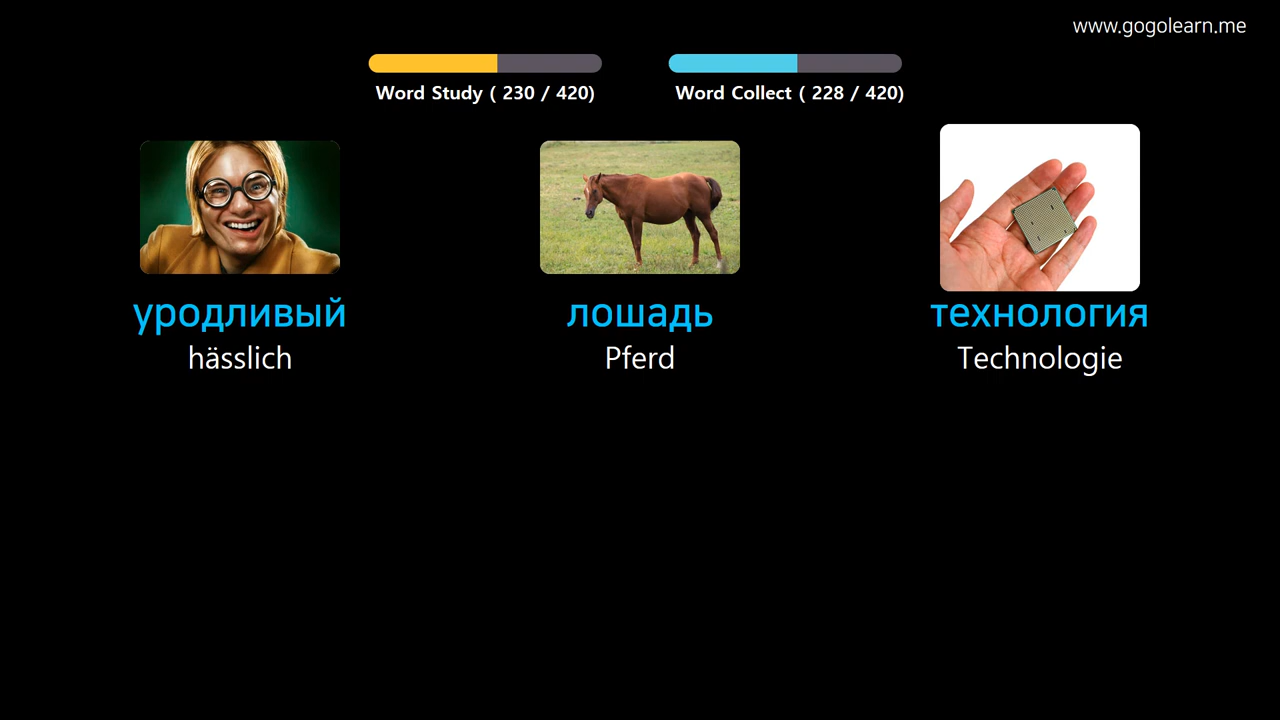 www.gogolearn.me
Word Study ( 230 / 420)
Word Collect ( 228 / 420)
уродливый
лошадь
технология
hässlich
Pferd
Technologie